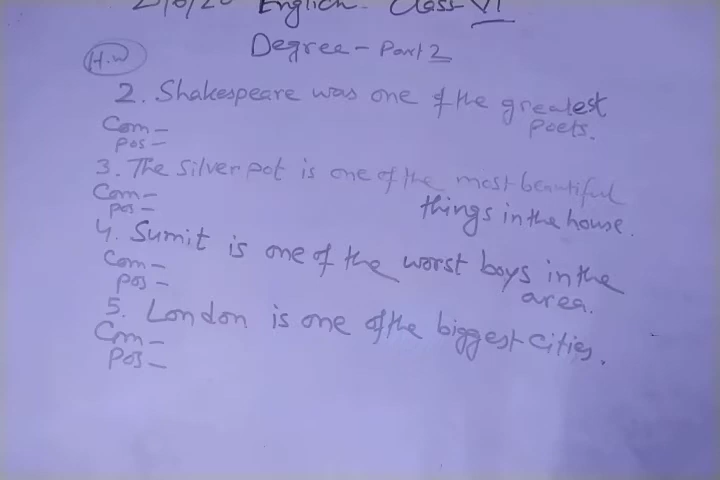 English Class-VI
Degree - Part 2
H.W
2. Shakespeare was one of the greatest
poets.
Com-
Pos-
3. The silver pot is one of the most beautiful
things in the house.
Com-
Pos-
4. Sumit is one of the worst boys in the
area.
Com-
Pos-
5. London is one of the biggest cities.
Com-
Pos-